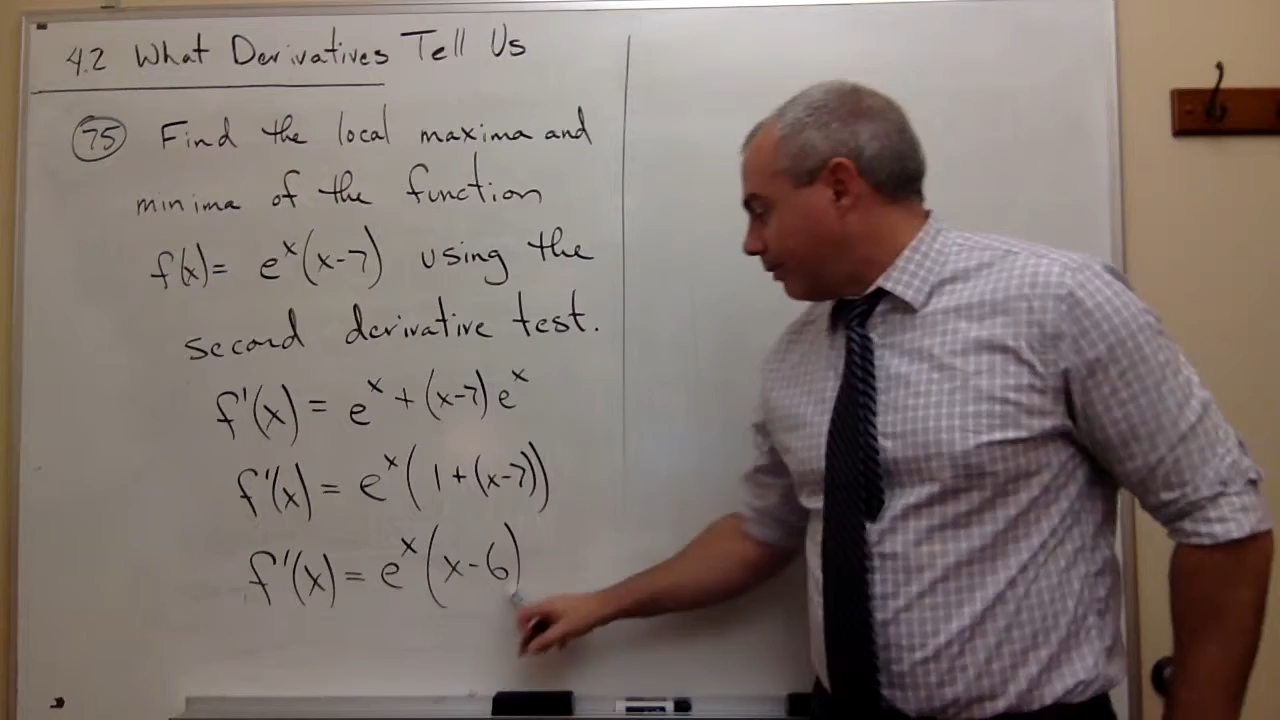 4.2 What Derivatives Tell Us
75 Find the local maxima and
minima of the function
f(x)= e^x(x-7) using the
second derivative test.
f'(x) = e^x + (x-7)e^x
f'(x) = e^x(1+(x-7))
f'(x) = e^x(x-6)